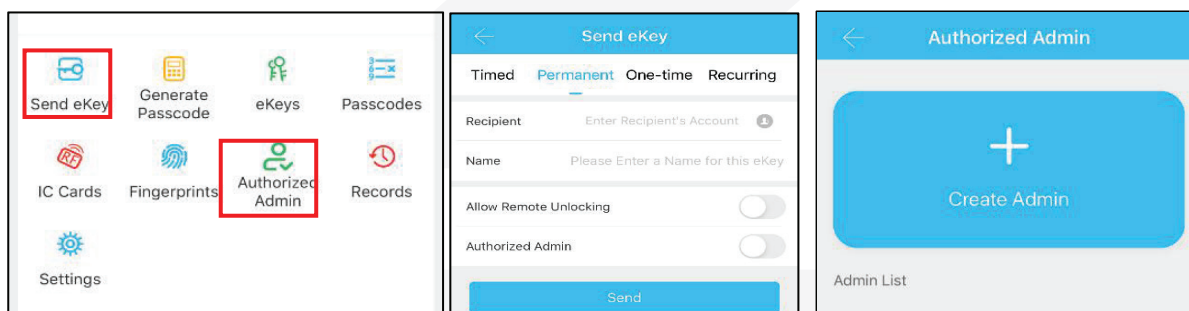 Send eKey
Generate
Passcode
eKeys
Passcodes
IC Cards
Fingerprints
Authorized
Admin
Records
Settings
Send eKey
Timed Permanent One-time Recurring
Recipient Enter Recipient's Account
Name Please Enter a Name for this eKey
Allow Remote Unlocking
Authorized Admin
Send
Authorized Admin
Create Admin
Admin List